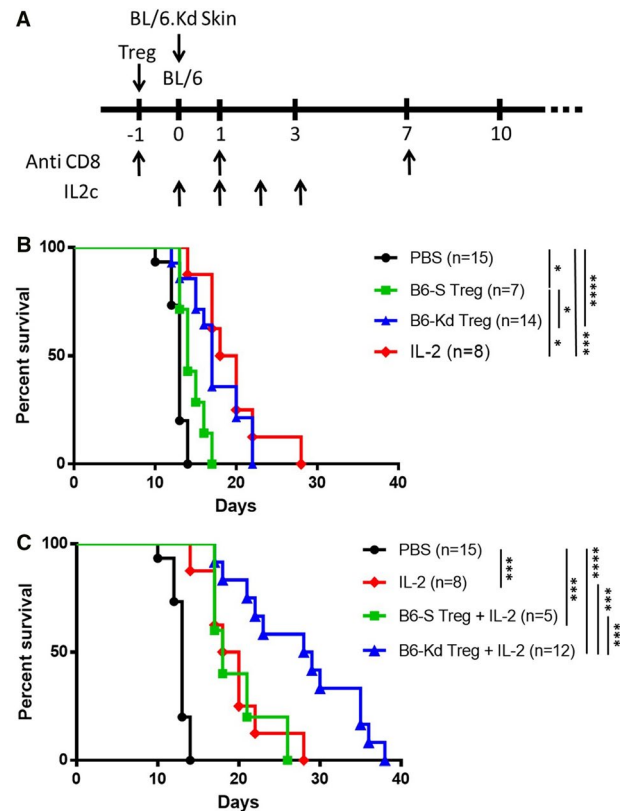 A
BL/6.Kd Skin
Treg
BL/6
-1 0 1 3 7 10
Anti CD8
IL2c
B
Percent survival
100
50
0
0 10 20 30 40
Days
PBS (n=15)
B6-S Treg (n=7)
B6-Kd Treg (n=14)
IL-2 (n=8)
* * * *** ****
C
Percent survival
100
50
0
0 10 20 30 40
Days
PBS (n=15)
IL-2 (n=8)
B6-S Treg + IL-2 (n=5)
B6-Kd Treg + IL-2 (n=12)
*** *** **** *** ***